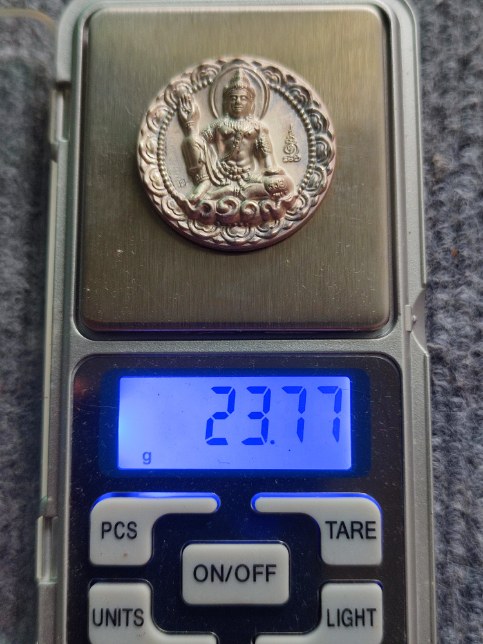 23.77
g
PCS
TARE
ON/OFF
UNITS
LIGHT